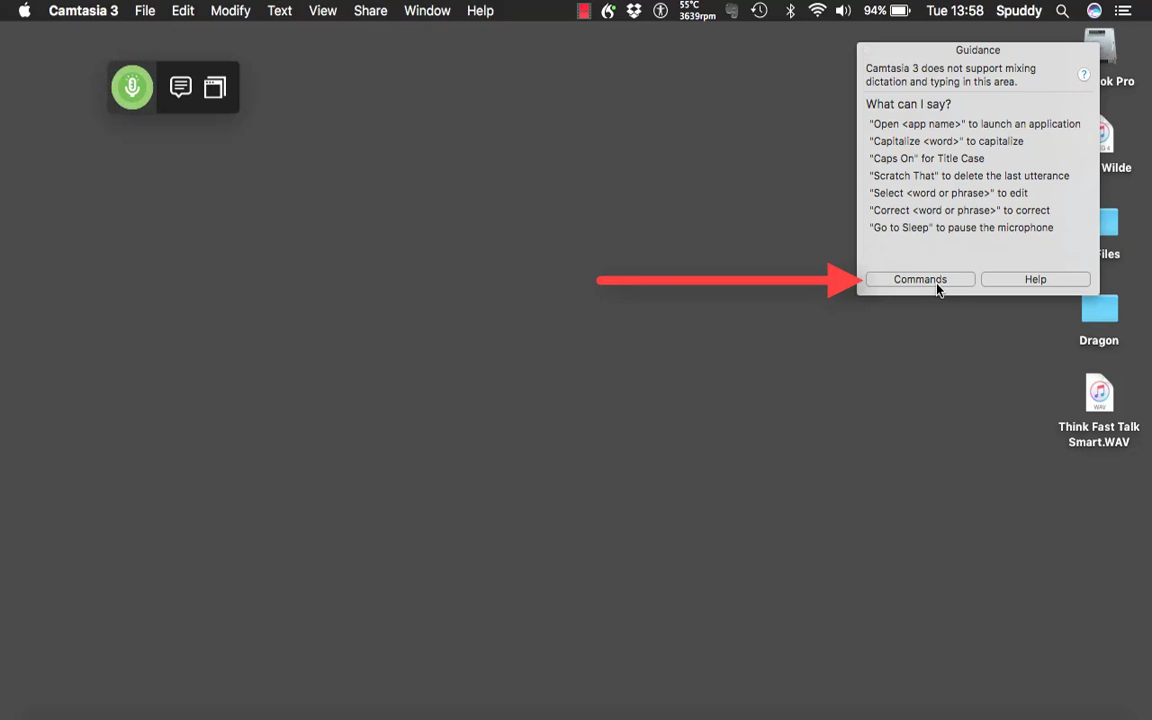 Camtasia 3 File Edit Modify Text View Share Window Help 55°C 3639rpm 94% Tue 13:58 Spuddy
Guidance
Camtasia 3 does not support mixing
dictation and typing in this area.
?
What can I say?
"Open <app name>" to launch an application
"Capitalize <word>" to capitalize
"Caps On" for Title Case
"Scratch That" to delete the last utterance
"Select <word or phrase>" to edit
"Correct <word or phrase>" to correct
"Go to Sleep" to pause the microphone
Commands Help
ok Pro
Wilde
Files
Dragon
WAV
Think Fast Talk
Smart.WAV